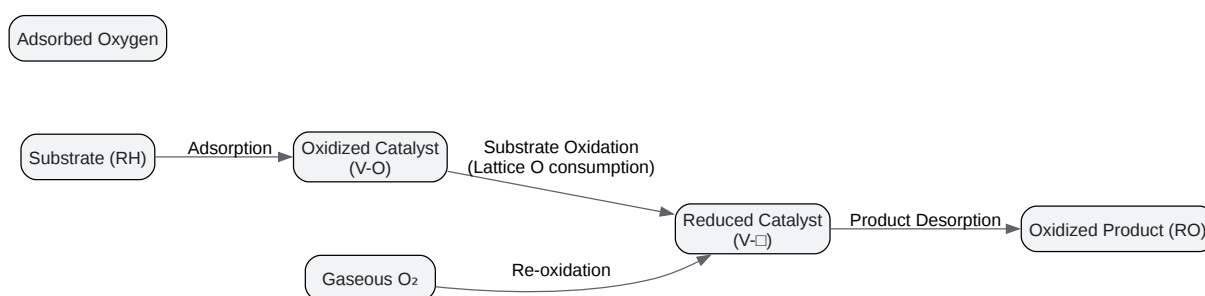 Adsorbed Oxygen
Substrate (RH)
Adsorption
Oxidized Catalyst
(V-O)
Substrate Oxidation
(Lattice O consumption)
Reduced Catalyst
(V-□)
Product Desorption
Oxidized Product (RO)
Gaseous O₂
Re-oxidation